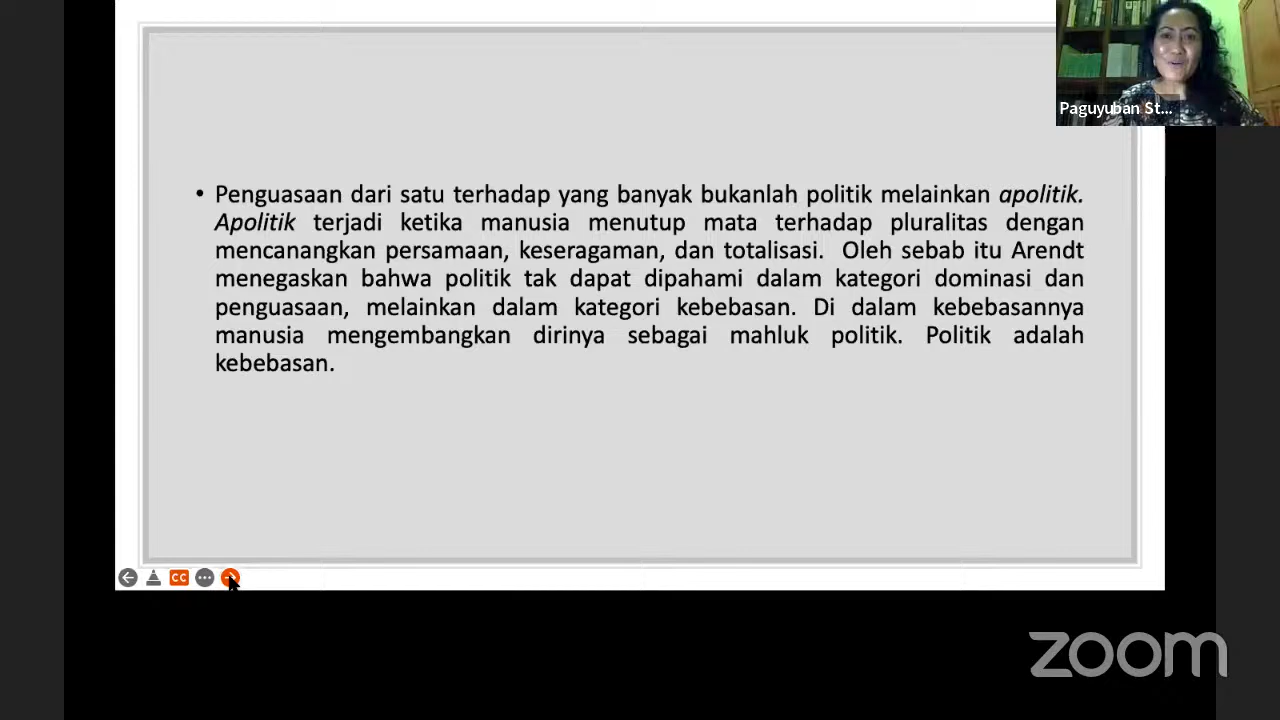 Paguyuban St...
• Penguasaan dari satu terhadap yang banyak bukanlah politik melainkan apolitik.
Apolitik terjadi ketika manusia menutup mata terhadap pluralitas dengan
mencanangkan persamaan, keseragaman, dan totalisasi.  Oleh sebab itu Arendt
menegaskan bahwa politik tak dapat dipahami dalam kategori dominasi dan
penguasaan, melainkan dalam kategori kebebasan. Di dalam kebebasannya
manusia mengembangkan dirinya sebagai mahluk politik. Politik adalah
kebebasan.
CC
zoom